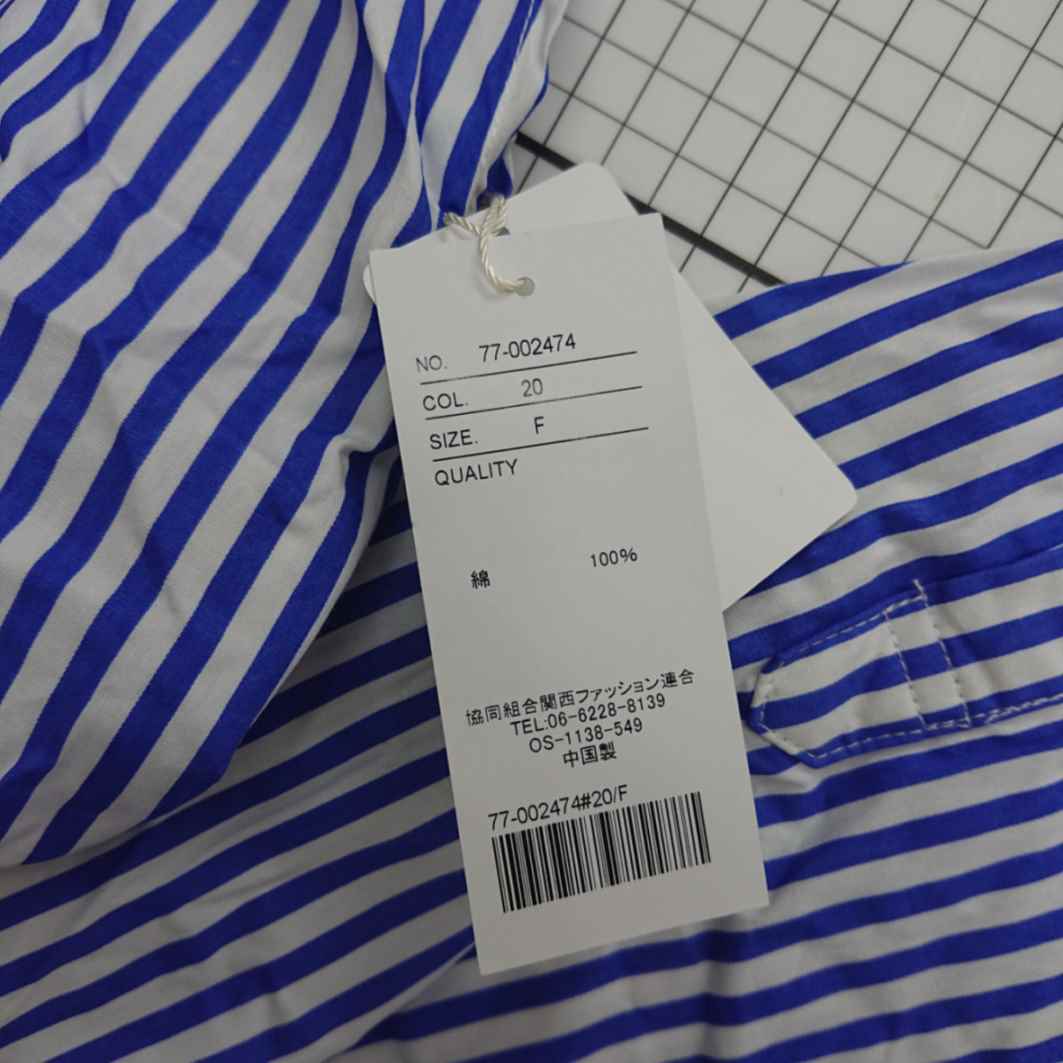 NO. 77-002474
COL. 20
SIZE. F
QUALITY
綿 100%
協同組合関西ファッション連合
TEL:06-6228-8139
OS-1138-549
中国製
77-002474#20/F